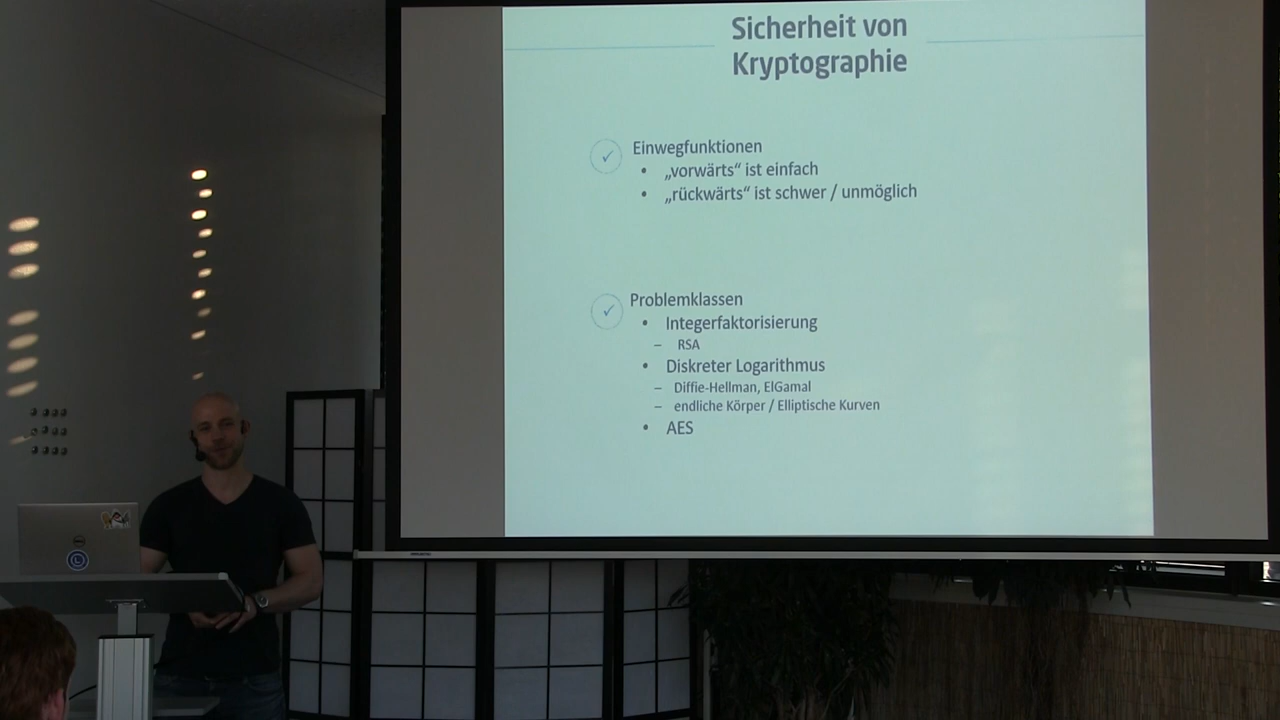 Sicherheit von
Kryptographie
✓ Einwegfunktionen
• „vorwärts“ ist einfach
• „rückwärts“ ist schwer / unmöglich
✓ Problemklassen
• Integerfaktorisierung
– RSA
• Diskreter Logarithmus
– Diffie-Hellman, ElGamal
– endliche Körper / Elliptische Kurven
• AES
DELL